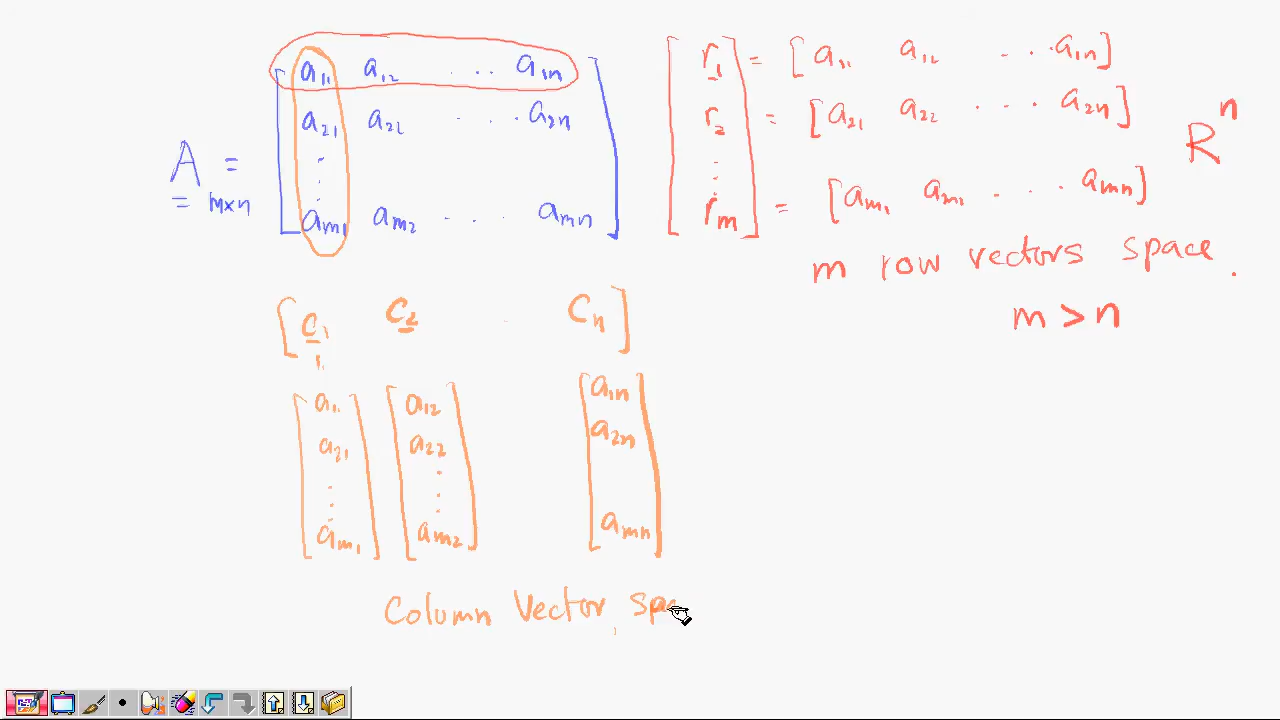 a₁₁ a₁₂ . .. a₁n
a₂₁ a₂₂ . . . a₂n
A =
= m×n
:
:
am₁ am₂ . . . amn
r₁ = [a₁₁ a₁₂ . . . a₁n]
r₂ = [a₂₁ a₂₂ . . . . a₂n]
:
rm = [am₁ am₁ . . . . amn]
Rⁿ
m row vectors space .
m > n
[C₁ C₂ . Cn]
a₁₁ a₁₂ a₁n
a₂₁ a₂₂ a₂n
: :
am₁ am₂ amn
Column Vector spa